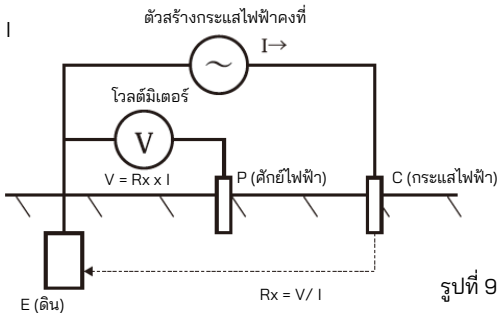 I
ตัวสร้างกระแสไฟฟ้าคงที่
I→
~
โวลต์มิเตอร์
V
V = Rx x I
P (ศักย์ไฟฟ้า)
C (กระแสไฟฟ้า)
E (ดิน)
Rx = V/ I
รูปที่ 9